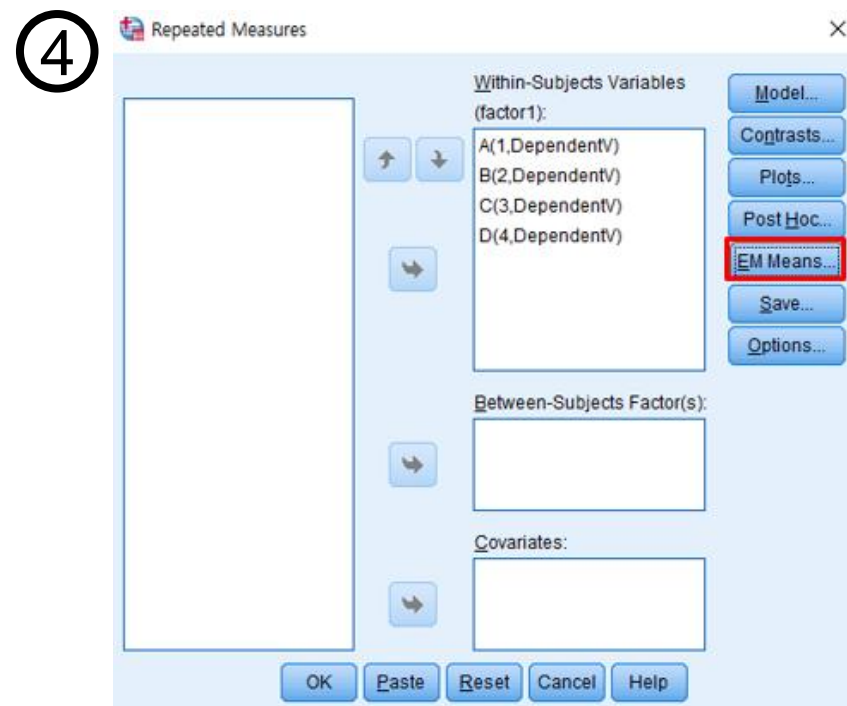 ④
Repeated Measures
Within-Subjects Variables
(factor1):
A(1,DependentV)
B(2,DependentV)
C(3,DependentV)
D(4,DependentV)
Between-Subjects Factor(s):
Covariates:
Model...
Contrasts...
Plots...
Post Hoc...
EM Means...
Save...
Options...
OK
Paste
Reset
Cancel
Help